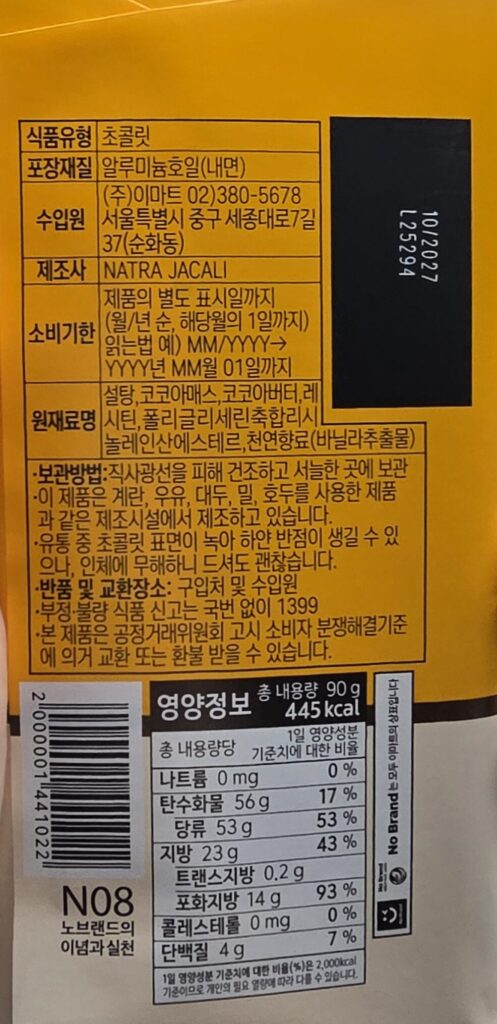 식품유형 초콜릿
포장재질 알루미늄호일(내면)
수입원 (주)이마트 02)380-5678
서울특별시 중구 세종대로7길
37(순화동)
제조사 NATRA JACALI
소비기한 제품의 별도 표시일까지
(월/년 순, 해당월의 1일까지)
읽는법 예) MM/YYYY→
YYYY년 MM월 01일까지
원재료명 설탕,코코아매스,코코아버터,레
시틴,폴리글리세린축합리시
놀레인산에스테르,천연향료(바닐라추출물)
10/2027
L25294
·보관방법:직사광선을 피해 건조하고 서늘한 곳에 보관
·이 제품은 계란, 우유, 대두, 밀, 호두를 사용한 제품
과 같은 제조시설에서 제조하고 있습니다.
·유통 중 초콜릿 표면이 녹아 하얀 반점이 생길 수 있
으나, 인체에 무해하니 드셔도 괜찮습니다.
·반품 및 교환장소: 구입처 및 수입원
·부정·불량 식품 신고는 국번 없이 1399
·본 제품은 공정거래위원회 고시 소비자 분쟁해결기준
에 의거 교환 또는 환불 받을 수 있습니다.
2 000001 441022
N08
노브랜드의
이념과 실천
영양정보 총 내용량 90 g
445 kcal
총 내용량당 1일 영양성분
기준치에 대한 비율
나트륨 0 mg 0 %
탄수화물 56 g 17 %
당류 53 g 53 %
지방 23 g 43 %
트랜스지방 0.2 g
포화지방 14 g 93 %
콜레스테롤 0 mg 0 %
단백질 4 g 7 %
1일 영양성분 기준치에 대한 비율(%)은 2,000kcal
기준이므로 개인의 필요 열량에 따라 다를 수 있습니다.
No Brand 는 모두 이마트의 상표입니다
No Brand